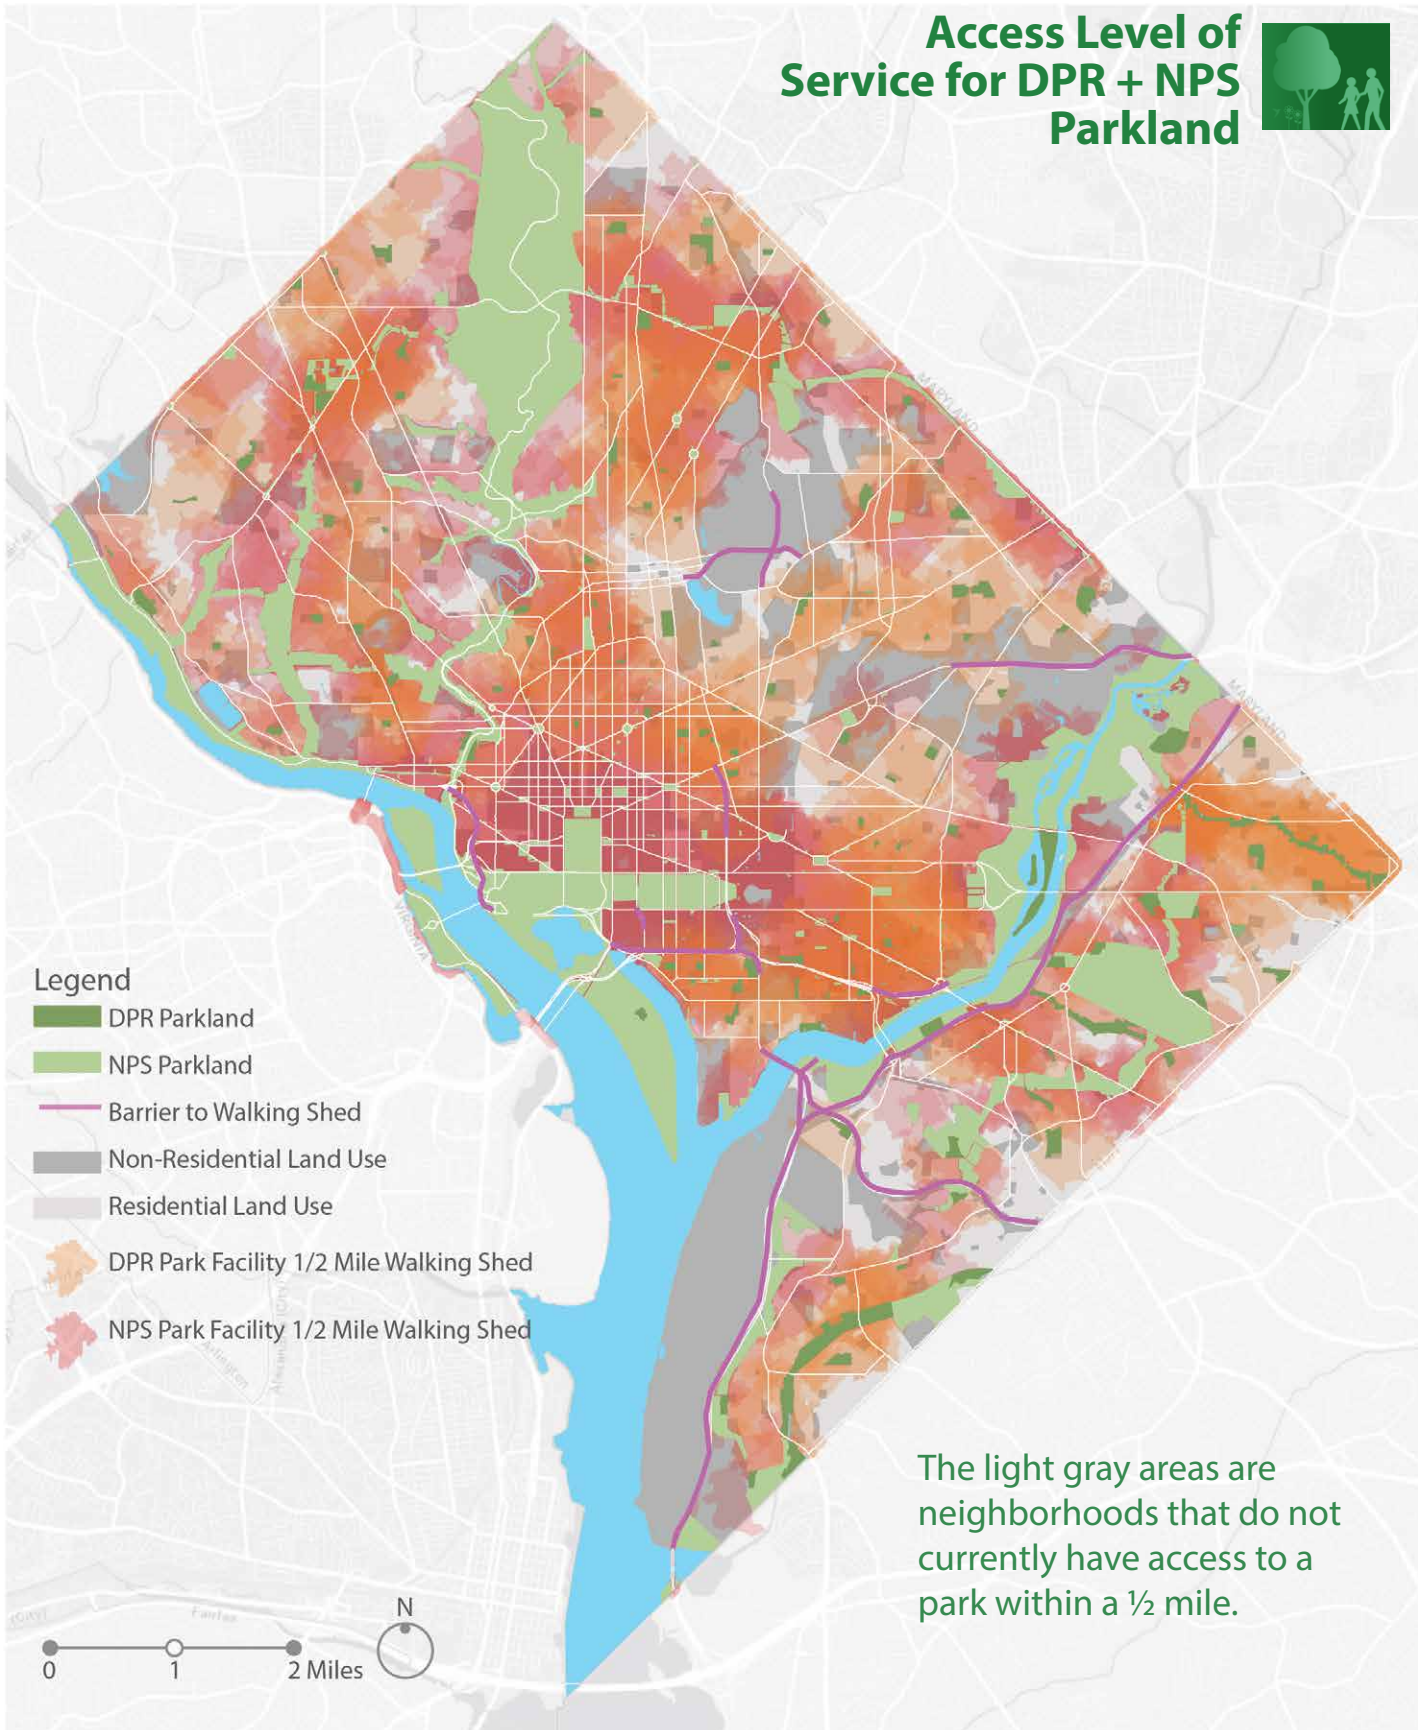 Access Level of
Service for DPR + NPS
Parkland
MARYLAND
MARYLAND
VIRGINIA
Legend
DPR Parkland
NPS Parkland
Barrier to Walking Shed
Non-Residential Land Use
Residential Land Use
DPR Park Facility 1/2 Mile Walking Shed
NPS Park Facility 1/2 Mile Walking Shed
Arlington
The light gray areas are
neighborhoods that do not
currently have access to a
park within a ½ mile.
(City)
Fairfax
N
0 1 2 Miles